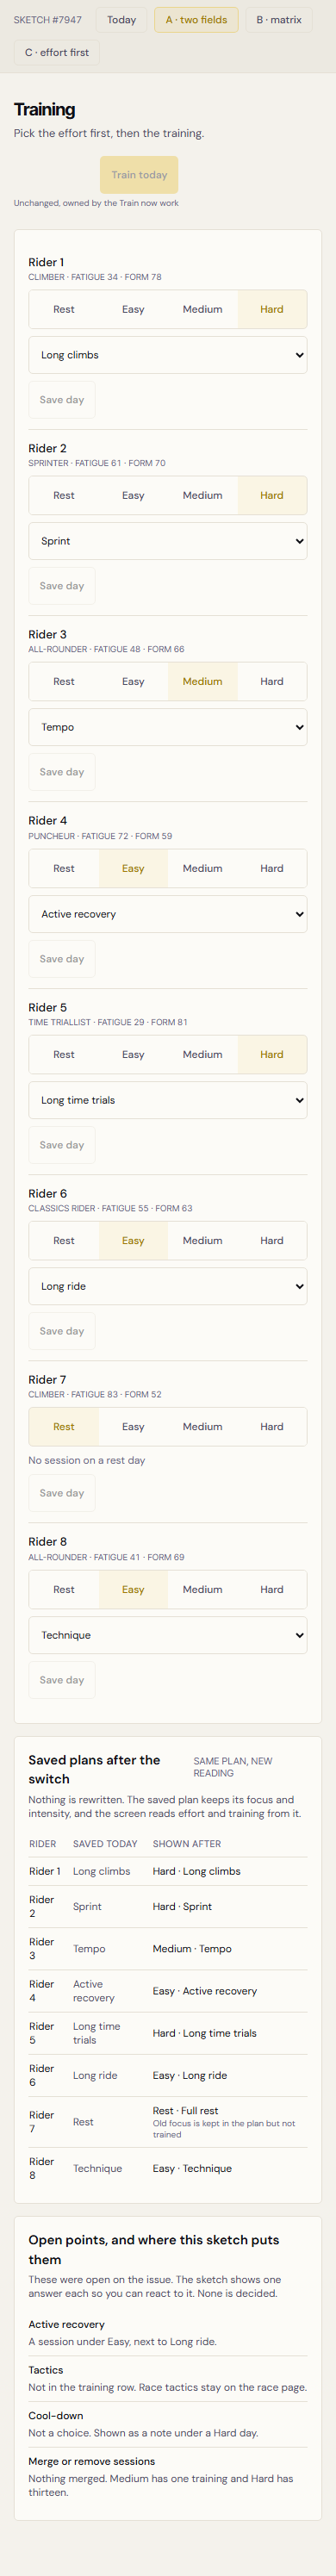 SKETCH #7947
Today
A · two fields
B · matrix
C · effort first
Training
Pick the effort first, then the training.
Train today
Unchanged, owned by the Train now work
Rider 1
CLIMBER · FATIGUE 34 · FORM 78
Rest Easy Medium Hard
Long climbs
Save day
Rider 2
SPRINTER · FATIGUE 61 · FORM 70
Rest Easy Medium Hard
Sprint
Save day
Rider 3
ALL-ROUNDER · FATIGUE 48 · FORM 66
Rest Easy Medium Hard
Tempo
Save day
Rider 4
PUNCHEUR · FATIGUE 72 · FORM 59
Rest Easy Medium Hard
Active recovery
Save day
Rider 5
TIME TRIALLIST · FATIGUE 29 · FORM 81
Rest Easy Medium Hard
Long time trials
Save day
Rider 6
CLASSICS RIDER · FATIGUE 55 · FORM 63
Rest Easy Medium Hard
Long ride
Save day
Rider 7
CLIMBER · FATIGUE 83 · FORM 52
Rest Easy Medium Hard
No session on a rest day
Save day
Rider 8
ALL-ROUNDER · FATIGUE 41 · FORM 69
Rest Easy Medium Hard
Technique
Save day
Saved plans after the
switch
SAME PLAN, NEW
READING
Nothing is rewritten. The saved plan keeps its focus and
intensity, and the screen reads effort and training from it.
RIDER SAVED TODAY SHOWN AFTER
Rider 1 Long climbs Hard · Long climbs
Rider
2
Sprint
Hard · Sprint
Rider
3
Tempo
Medium · Tempo
Rider
4
Active
recovery
Easy · Active recovery
Rider
5
Long time
trials
Hard · Long time trials
Rider
6
Long ride
Easy · Long ride
Rider
7
Rest
Rest · Full rest
Old focus is kept in the plan but not
trained
Rider
8
Technique
Easy · Technique
Open points, and where this sketch puts
them
These were open on the issue. The sketch shows one
answer each so you can react to it. None is decided.
Active recovery
A session under Easy, next to Long ride.
Tactics
Not in the training row. Race tactics stay on the race page.
Cool-down
Not a choice. Shown as a note under a Hard day.
Merge or remove sessions
Nothing merged. Medium has one training and Hard has
thirteen.